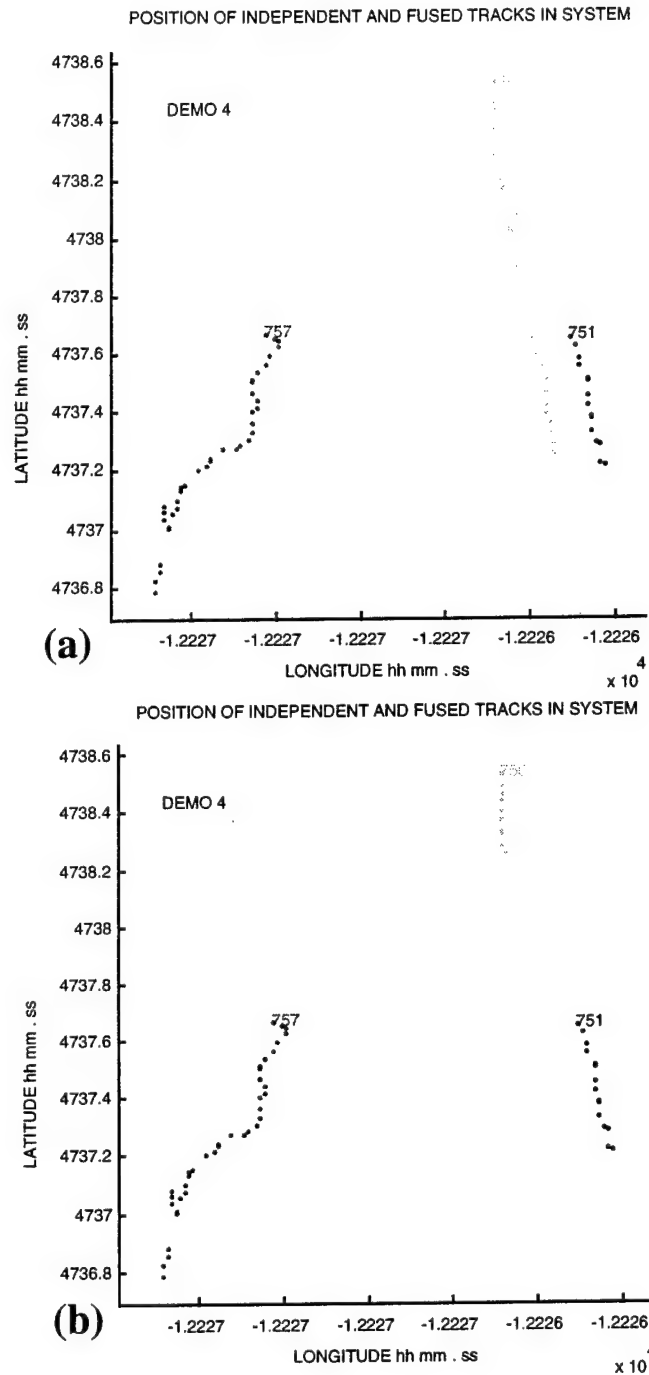 POSITION OF INDEPENDENT AND FUSED TRACKS IN SYSTEM
4738.6
DEMO 4
4738.4
4738.2
4738
4737.8
757
751
4737.6
4737.4
4737.2
4737
4736.8
LATITUDE hh mm . ss
-1.2227 -1.2227 -1.2227 -1.2227 -1.2226 -1.2226
LONGITUDE hh mm . ss
x 10 4
(a)
POSITION OF INDEPENDENT AND FUSED TRACKS IN SYSTEM
4738.6
DEMO 4
4738.4
4738.2
4738
4737.8
757
751
4737.6
4737.4
4737.2
4737
4736.8
LATITUDE hh mm . ss
-1.2227 -1.2227 -1.2227 -1.2227 -1.2226 -1.2226
LONGITUDE hh mm . ss
x 10
(b)